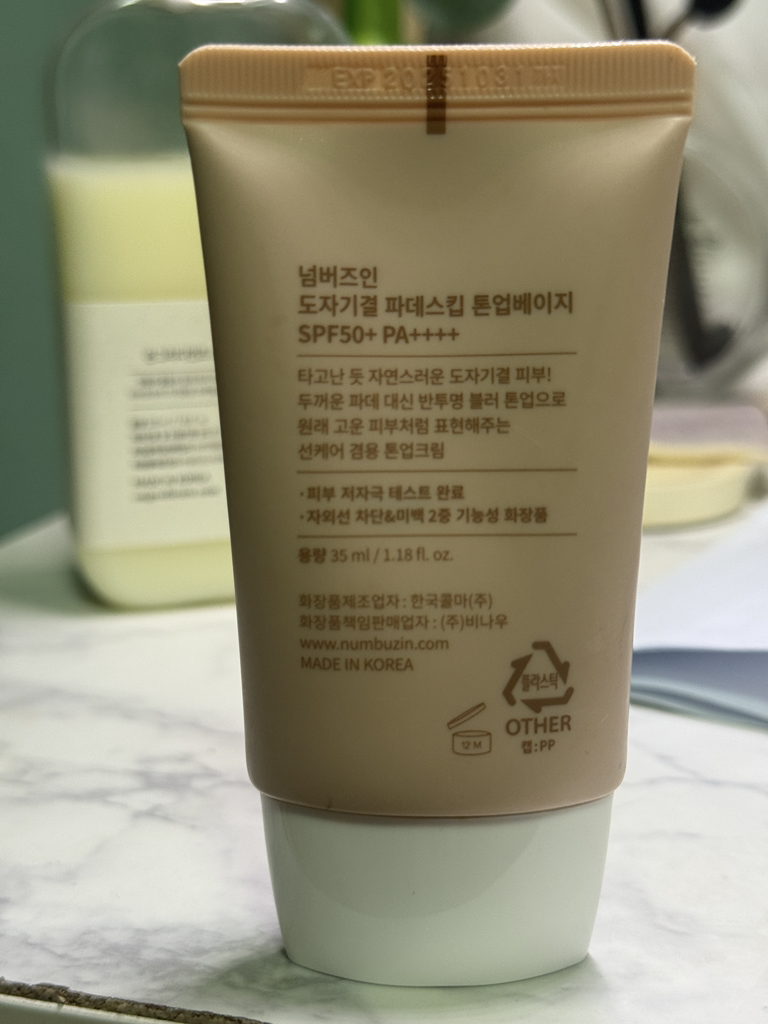 EXP 20251031
넘버즈인
도자기결 파데스킵 톤업베이지
SPF50+ PA++++
타고난 듯 자연스러운 도자기결 피부!
두꺼운 파데 대신 반투명 블러 톤업으로
원래 고운 피부처럼 표현해주는
선케어 겸용 톤업크림
·피부 저자극 테스트 완료
·자외선 차단&미백 2중 기능성 화장품
용량 35 ml / 1.18 fl. oz.
화장품제조업자 : 한국콜마(주)
화장품책임판매업자 : (주)비나우
www.numbuzin.com
MADE IN KOREA
플라스틱
OTHER
캡:PP
12 M